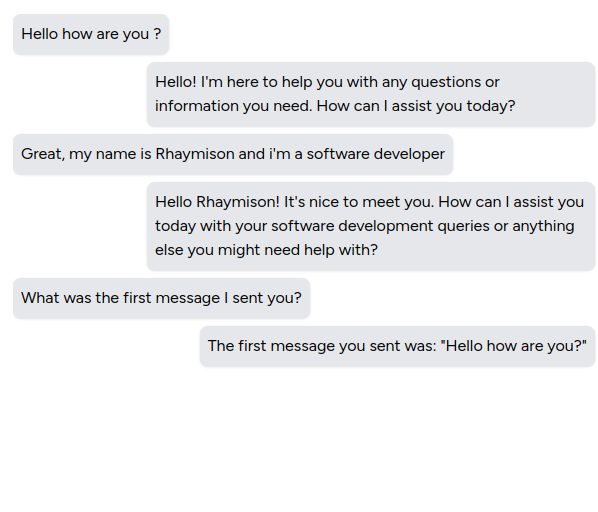 Hello how are you ?
Hello! I'm here to help you with any questions or
information you need. How can I assist you today?
Great, my name is Rhaymison and i'm a software developer
Hello Rhaymison! It's nice to meet you. How can I assist you
today with your software development queries or anything
else you might need help with?
What was the first message I sent you?
The first message you sent was: "Hello how are you?"